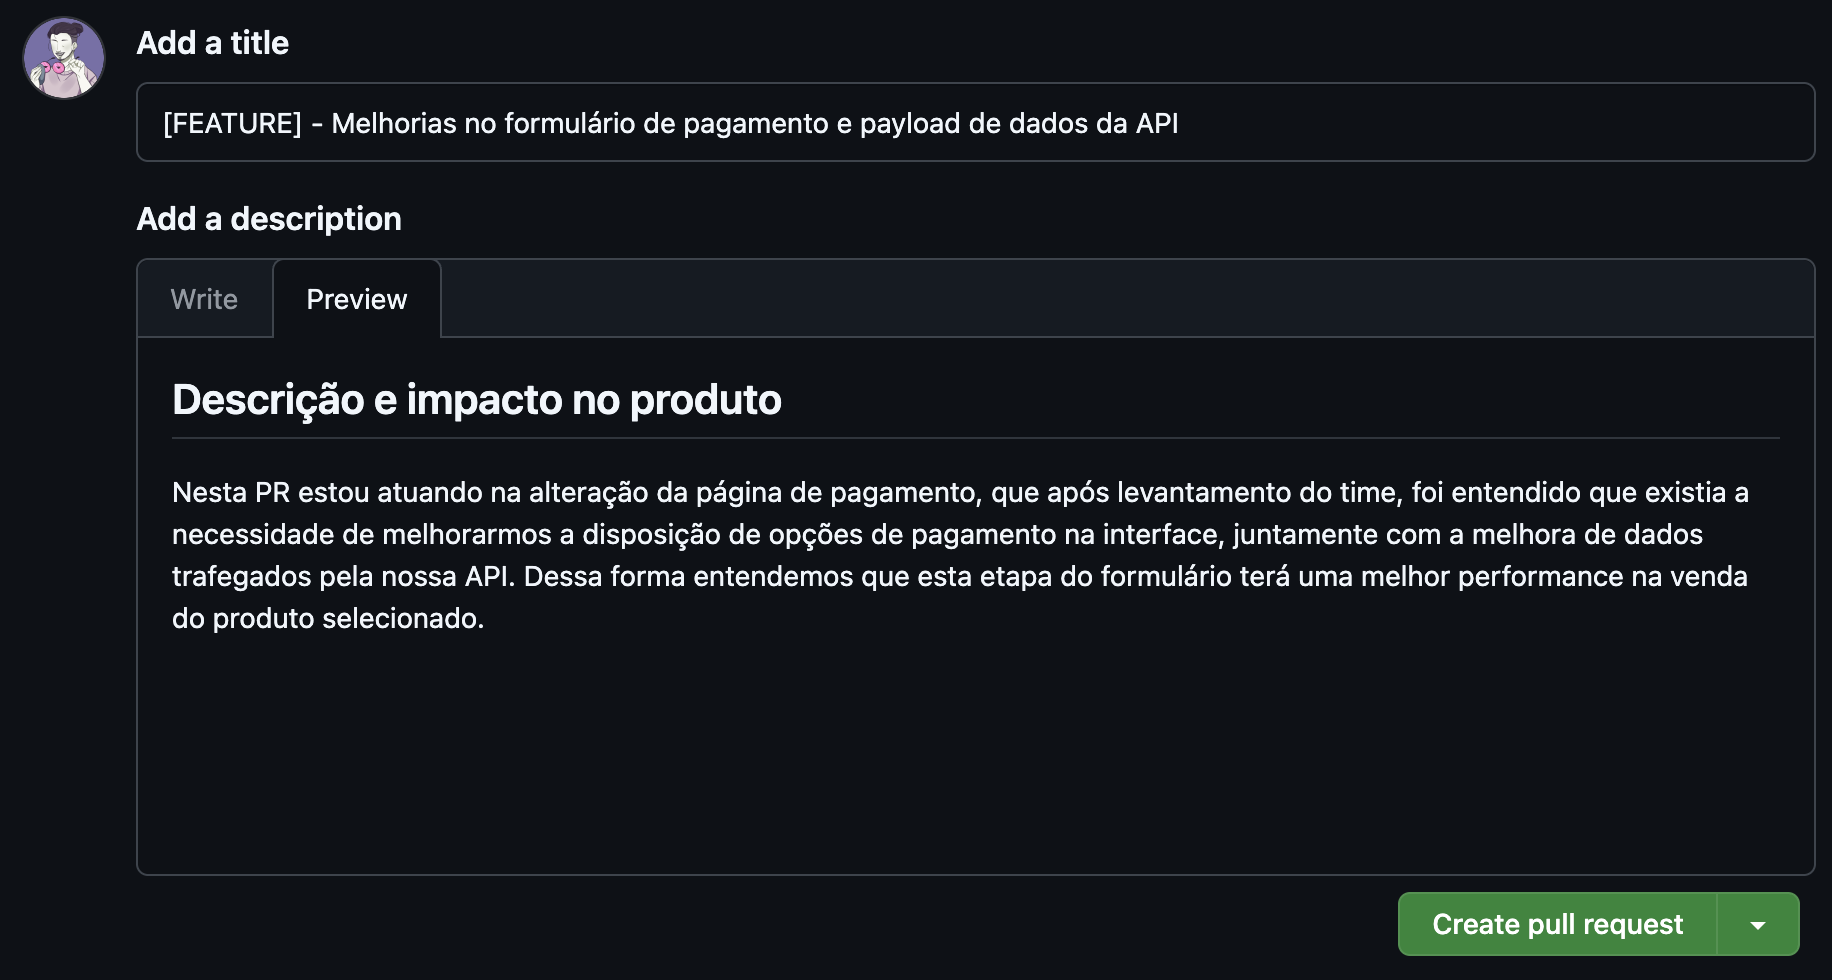 Add a title
[FEATURE] - Melhorias no formulário de pagamento e payload de dados da API
Add a description
Write
Preview
Descrição e impacto no produto
Nesta PR estou atuando na alteração da página de pagamento, que após levantamento do time, foi entendido que existia a
necessidade de melhorarmos a disposição de opções de pagamento na interface, juntamente com a melhora de dados
trafegados pela nossa API. Dessa forma entendemos que esta etapa do formulário terá uma melhor performance na venda
do produto selecionado.
Create pull request